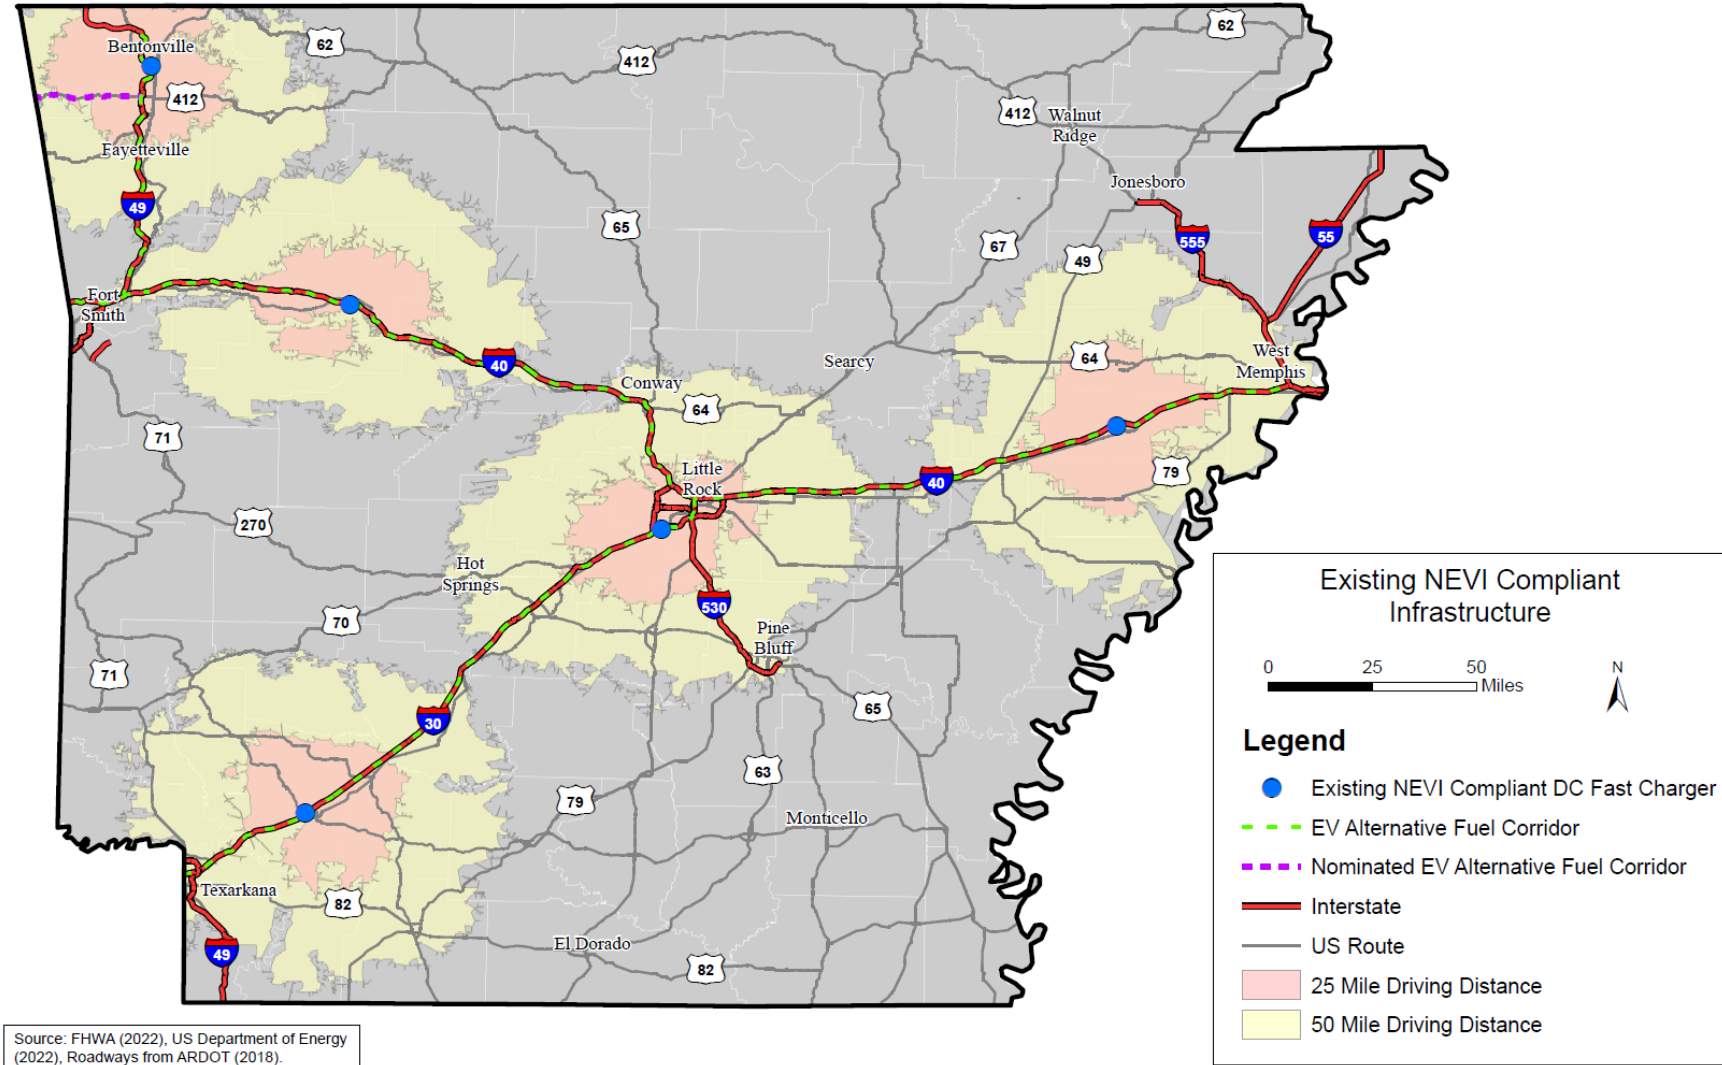 62
62
Bentonville
412
412
412
Walnut
Ridge
Fayetteville
Jonesboro
49
65
67
49
555
55
Fort
Smith
40
64
West
Memphis
Searcy
Conway
64
71
Little
Rock
40
79
270
Hot
Springs
530
70
Pine
Bluff
71
30
65
63
79
Monticello
Texarkana
82
El Dorado
49
82
Existing NEVI Compliant
Infrastructure
0 25 50
Miles
N
Legend
Existing NEVI Compliant DC Fast Charger
EV Alternative Fuel Corridor
Nominated EV Alternative Fuel Corridor
Interstate
US Route
25 Mile Driving Distance
50 Mile Driving Distance
Source: FHWA (2022), US Department of Energy
(2022), Roadways from ARDOT (2018).